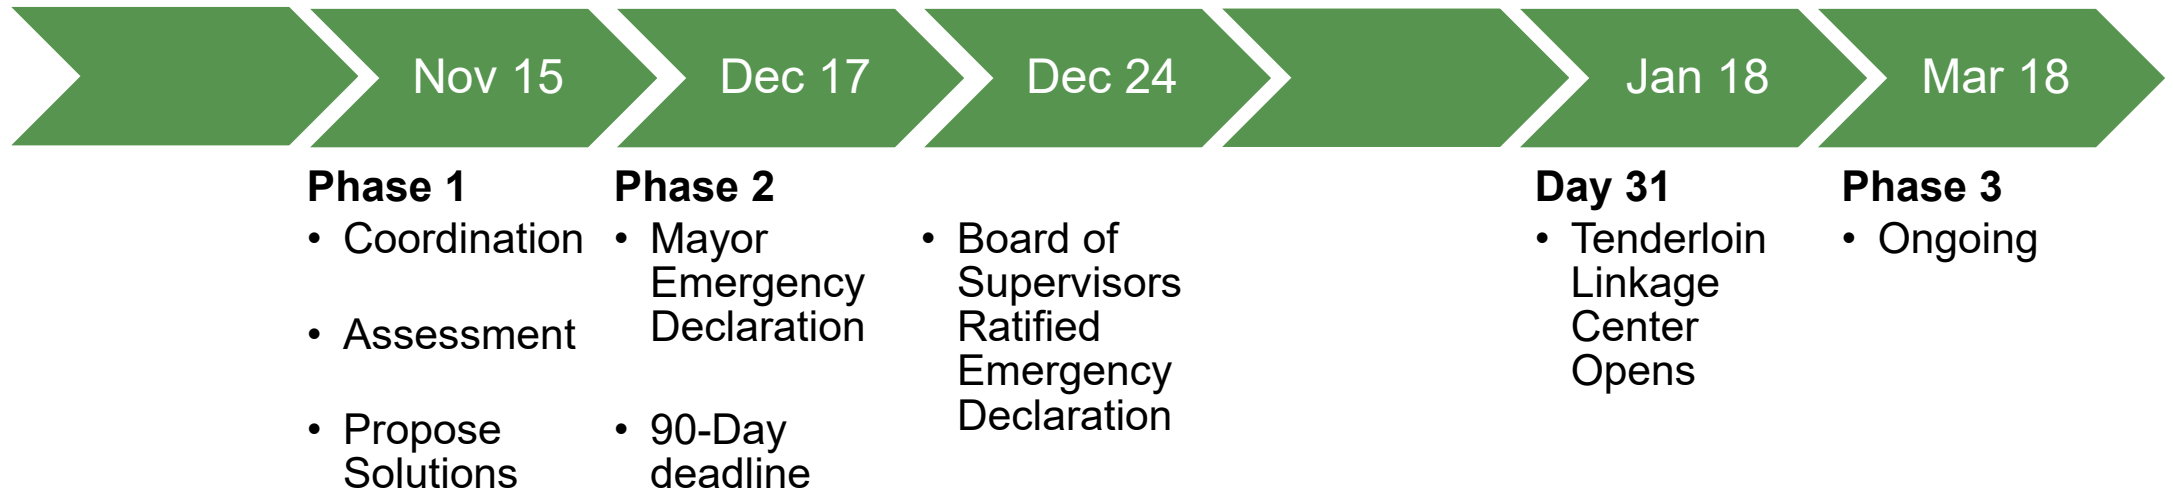 Nov 15
Dec 17
Dec 24
Jan 18
Mar 18
Phase 1
• Coordination
• Assessment
• Propose
Solutions
Phase 2
• Mayor
Emergency
Declaration
• 90-Day
deadline
• Board of
Supervisors
Ratified
Emergency
Declaration
Day 31
• Tenderloin
Linkage
Center
Opens
Phase 3
• Ongoing